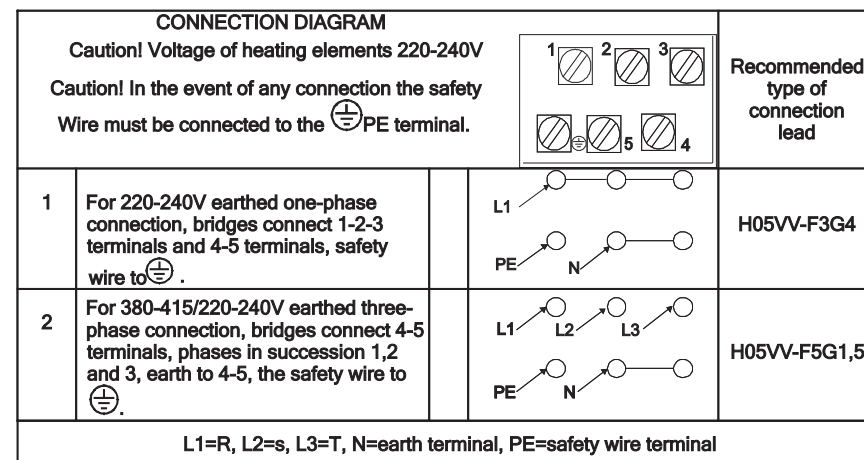 CONNECTION DIAGRAM
Caution! Voltage of heating elements 220-240V
Caution! In the event of any connection the safety
Wire must be connected to the PE terminal.
1 2 3
5 4
Recommended
type of
connection
lead
1
For 220-240V earthed one-phase
connection, bridges connect 1-2-3
terminals and 4-5 terminals, safety
wire to .
L1
PE N
H05VV-F3G4
2
For 380-415/220-240V earthed three-
phase connection, bridges connect 4-5
terminals, phases in succession 1,2
and 3, earth to 4-5, the safety wire to
.
L1 L2 L3
PE N
H05VV-F5G1,5
L1=R, L2=s, L3=T, N=earth terminal, PE=safety wire terminal